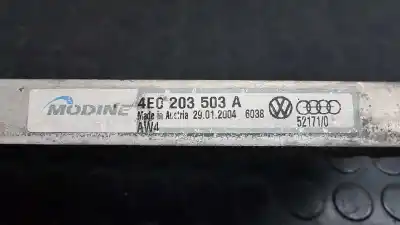 MODINE
4E0 203 503 A
Made in Austria 29.01.2004 6038
52171/0
AW4